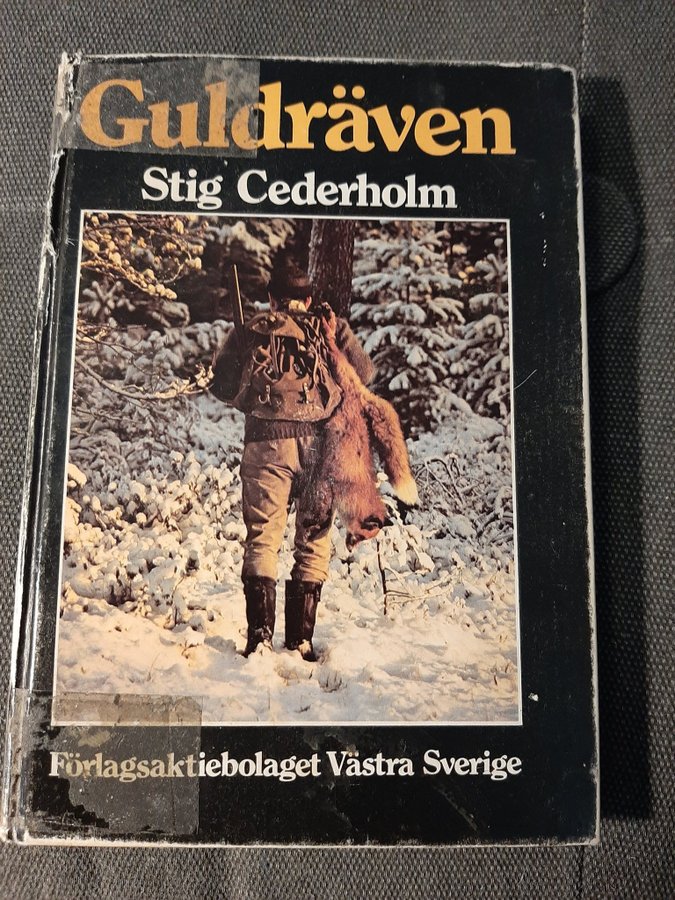 Guldräven
Stig Cederholm
Förlagsaktiebolaget Västra Sverige